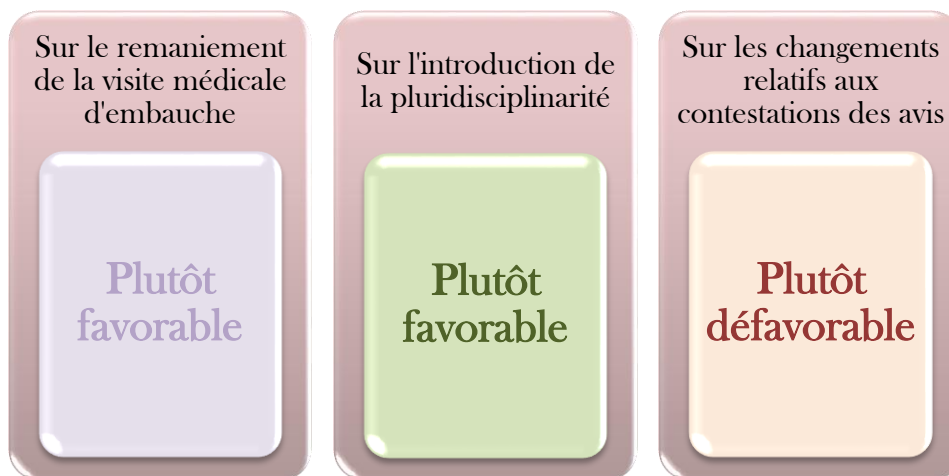 Sur le remaniement
de la visite médicale
d'embauche
Plutôt
favorable
Sur l'introduction de
la pluridisciplinarité
Plutôt
favorable
Sur les changements
relatifs aux
contestations des avis
Plutôt
défavorable